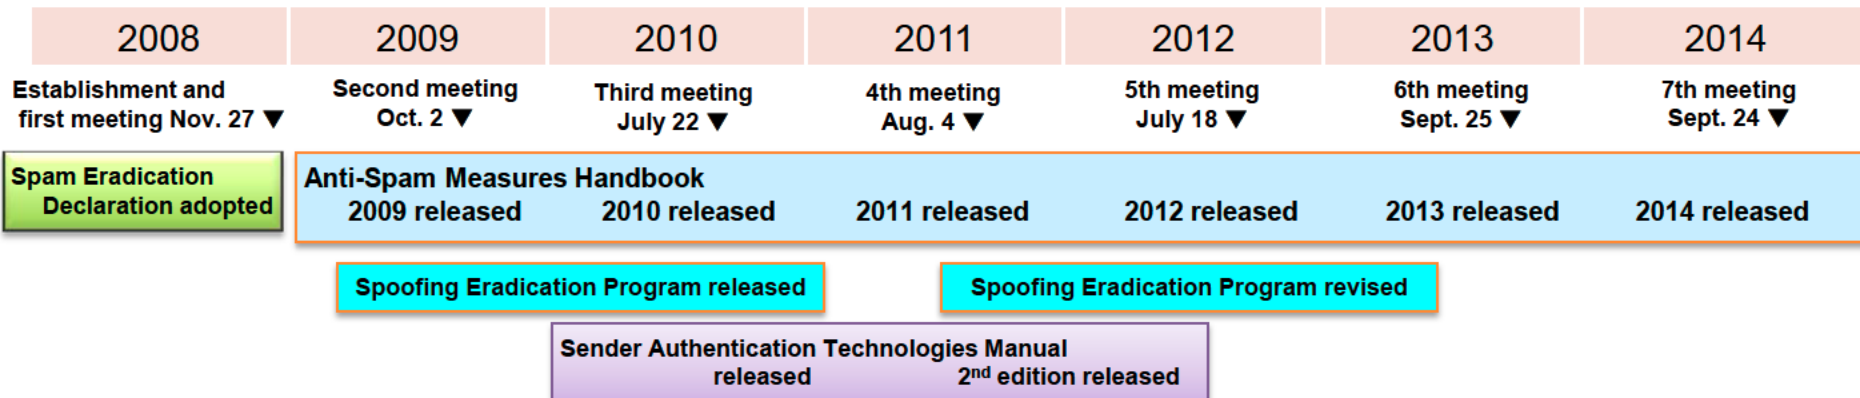 2008 2009 2010 2011 2012 2013 2014
Establishment and
first meeting Nov. 27 ▼
Second meeting
Oct. 2 ▼
Third meeting
July 22 ▼
4th meeting
Aug. 4 ▼
5th meeting
July 18 ▼
6th meeting
Sept. 25 ▼
7th meeting
Sept. 24 ▼
Spam Eradication
Declaration adopted
Anti-Spam Measures Handbook
2009 released 2010 released 2011 released 2012 released 2013 released 2014 released
Spoofing Eradication Program released
Spoofing Eradication Program revised
Sender Authentication Technologies Manual
released 2nd edition released